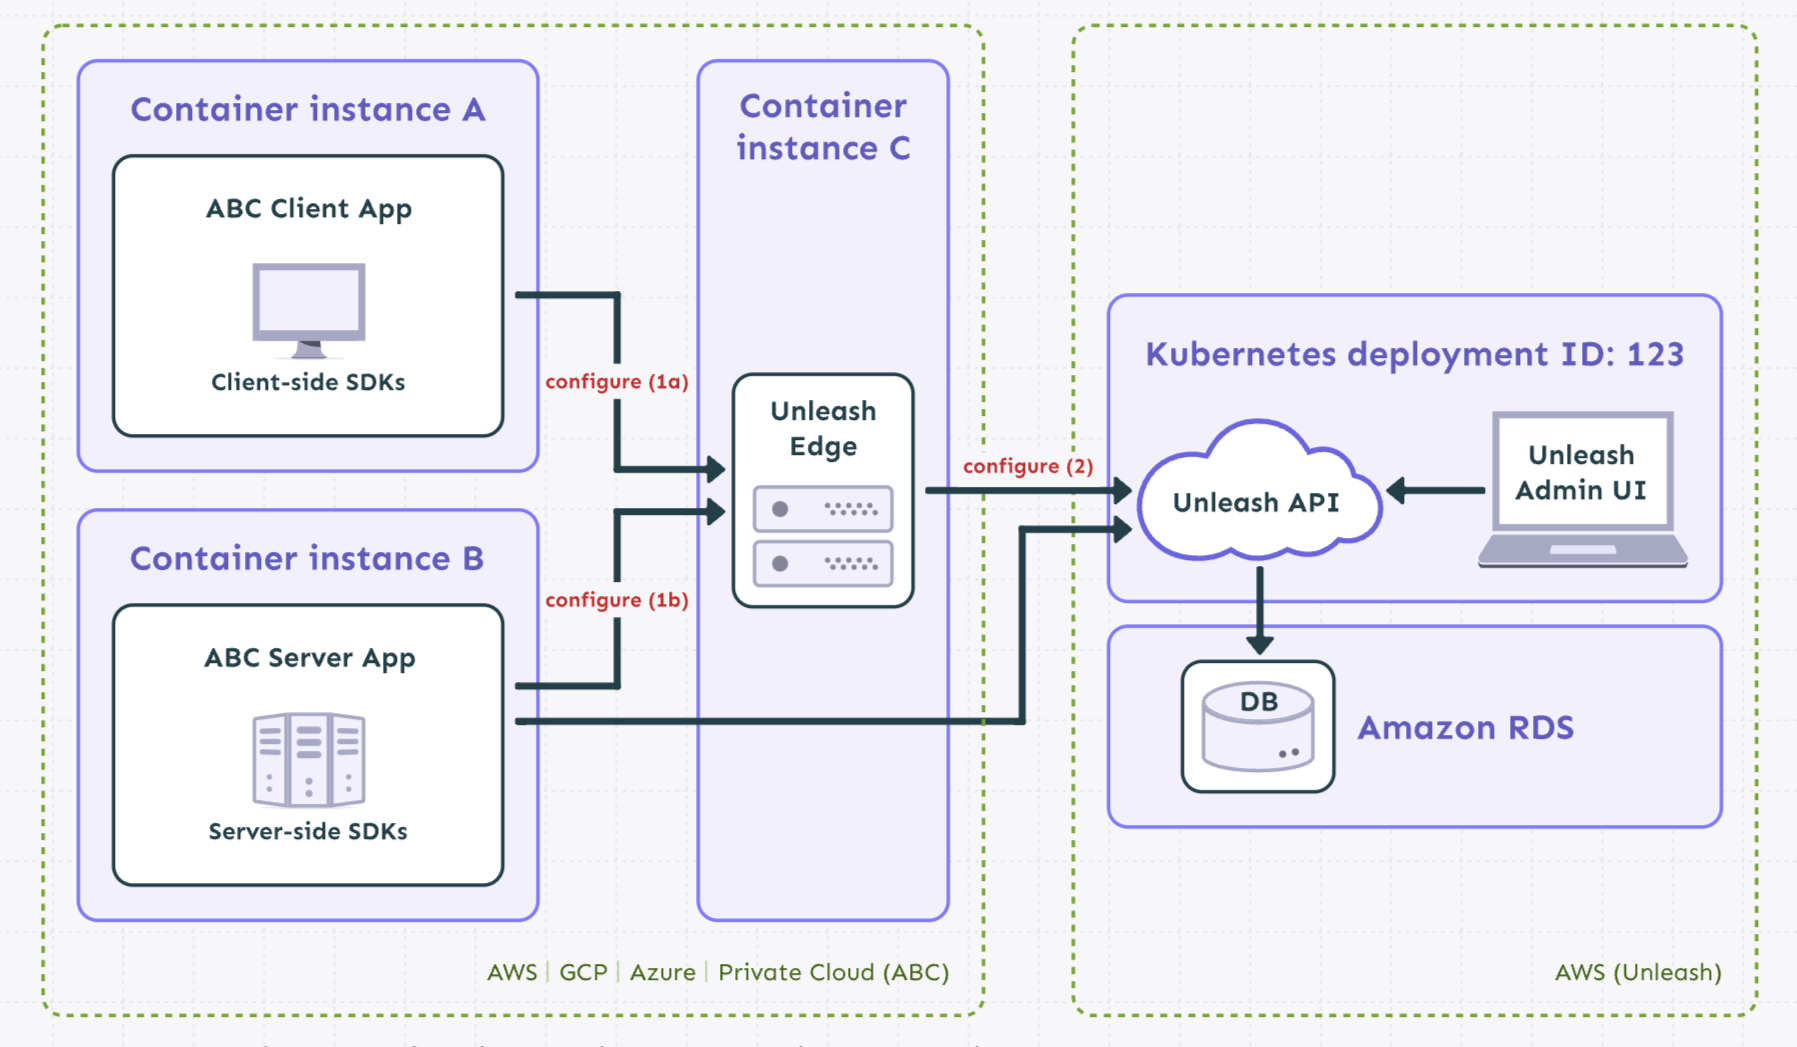 Container instance A
ABC Client App
Client-side SDKs
configure (1a)
Container instance B
ABC Server App
Server-side SDKs
configure (1b)
Container
instance C
Unleash
Edge
configure (2)
AWS | GCP | Azure | Private Cloud (ABC)
Kubernetes deployment ID: 123
Unleash API
Unleash
Admin UI
DB
Amazon RDS
AWS (Unleash)